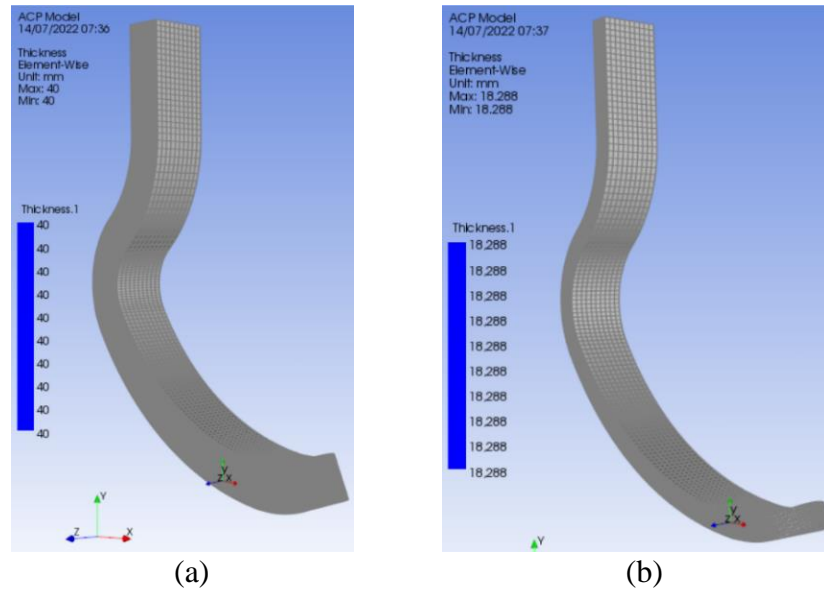 ACP Model
14/07/2022 07:36
Thickness
Element-Wise
Unit: mm
Max: 40
Min: 40
Thickness.1
40
40
40
40
40
40
40
40
40
40
Y
Z X
Y
Z
X
(a)
ACP Model
14/07/2022 07:37
Thickness
Element-Wise
Unit: mm
Max: 18.288
Min: 18.288
Thickness.1
18,288
18,288
18,288
18,288
18,288
18,288
18,288
18,288
18,288
18,288
Y
Z X
Y
(b)